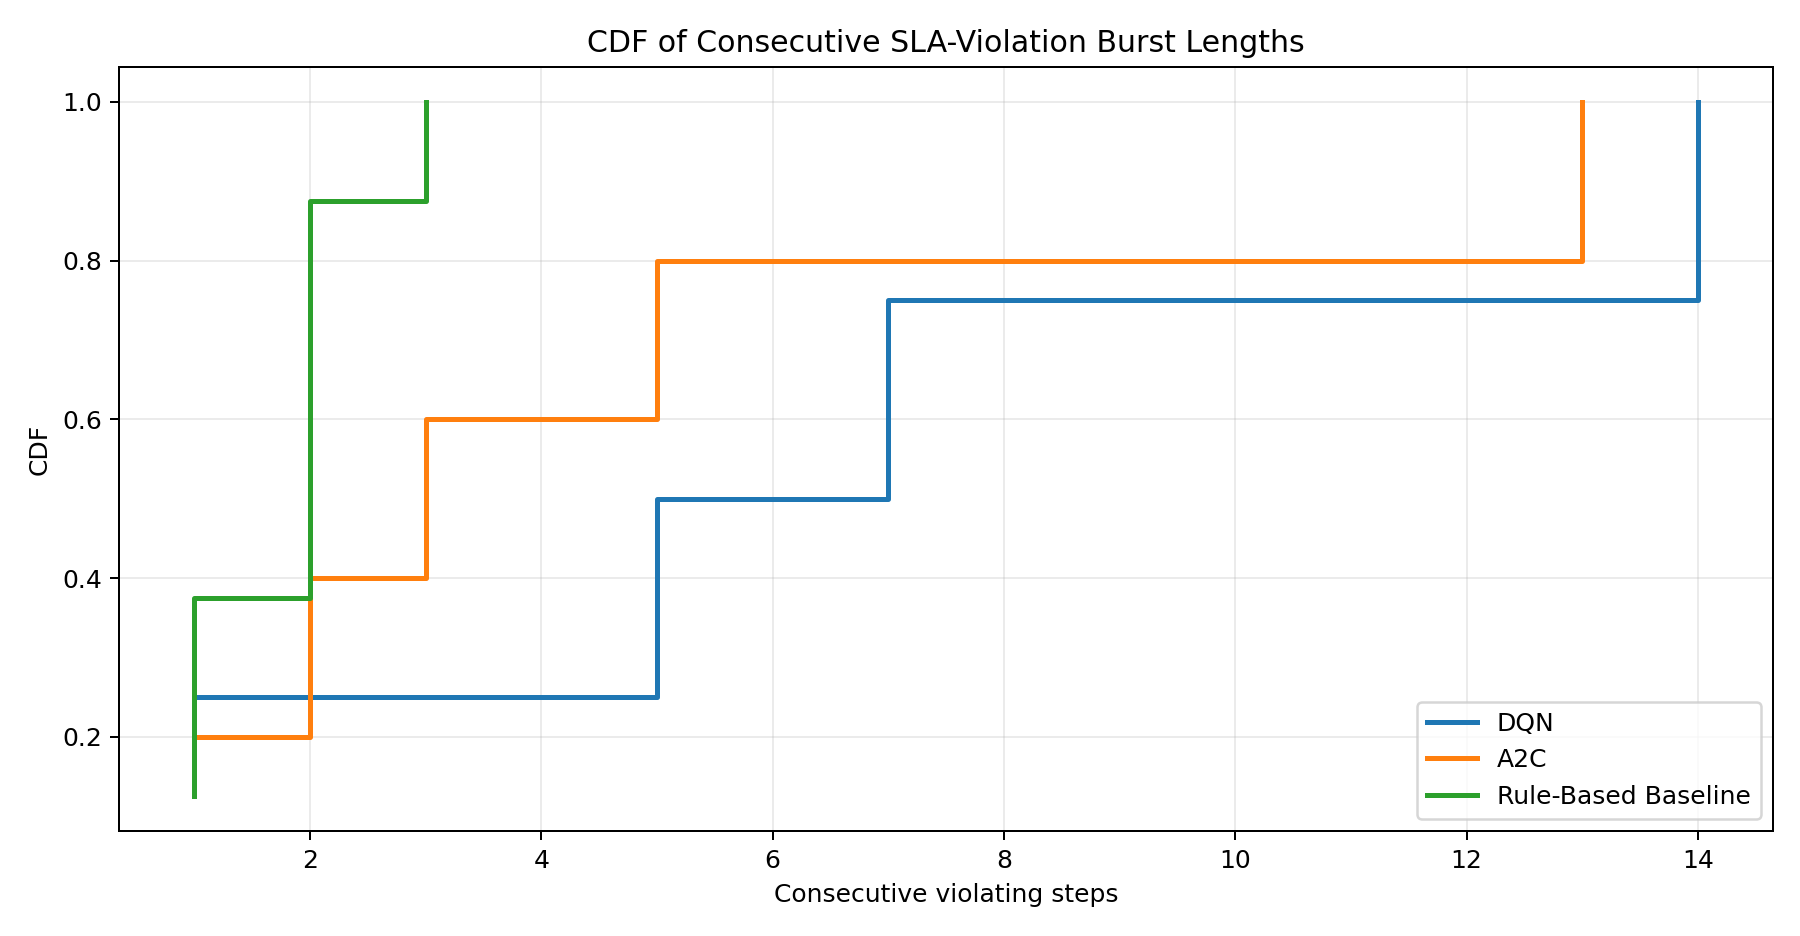 CDF of Consecutive SLA-Violation Burst Lengths
1.0
0.8
0.6
0.4
0.2
CDF
2 4 6 8 10 12 14
Consecutive violating steps
DQN
A2C
Rule-Based Baseline